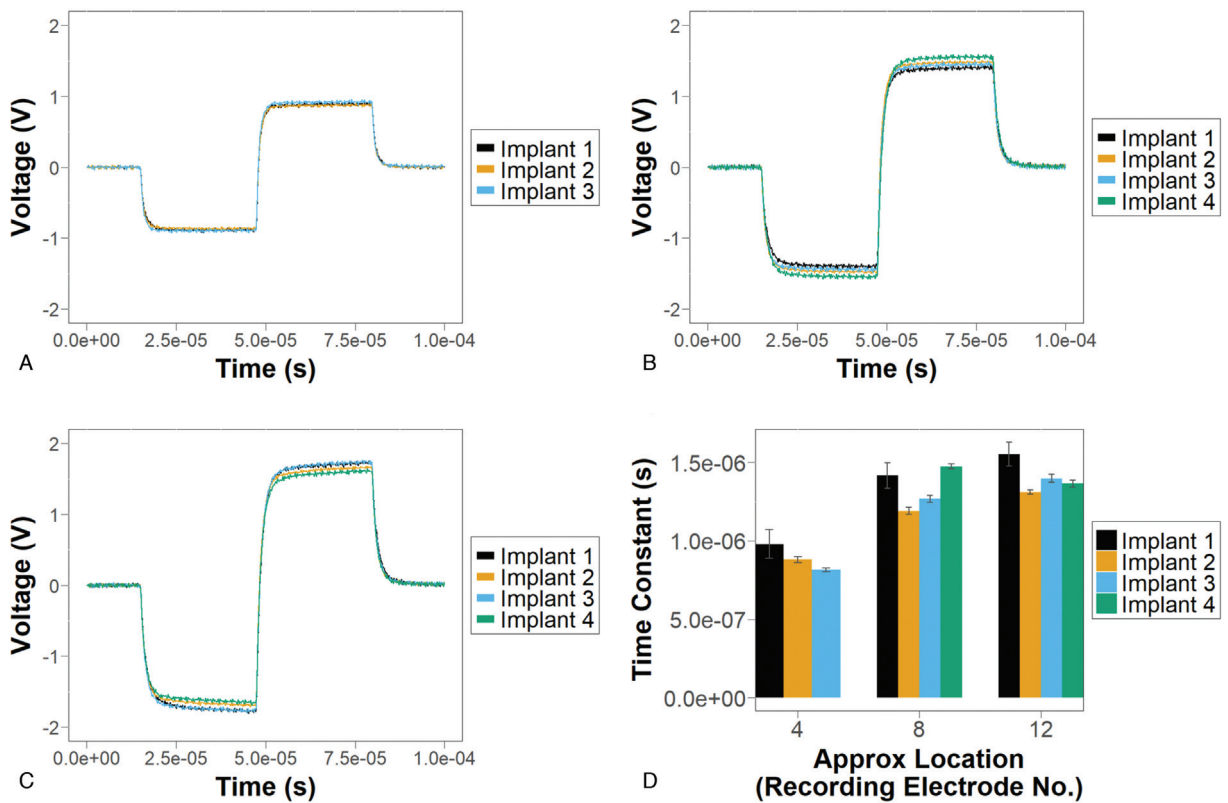 2
1
0
-1
-2
Voltage (V)
0.0e+00 2.5e-05 5.0e-05 7.5e-05 1.0e-04
Time (s)
A
Implant 1
Implant 2
Implant 3
2
1
0
-1
-2
Voltage (V)
0.0e+00 2.5e-05 5.0e-05 7.5e-05 1.0e-04
Time (s)
B
Implant 1
Implant 2
Implant 3
Implant 4
2
1
0
-1
-2
Voltage (V)
0.0e+00 2.5e-05 5.0e-05 7.5e-05 1.0e-04
Time (s)
C
Implant 1
Implant 2
Implant 3
Implant 4
1.5e-06
1.0e-06
5.0e-07
0.0e+00
Time Constant (s)
4 8 12
Approx Location
(Recording Electrode No.)
D
Implant 1
Implant 2
Implant 3
Implant 4